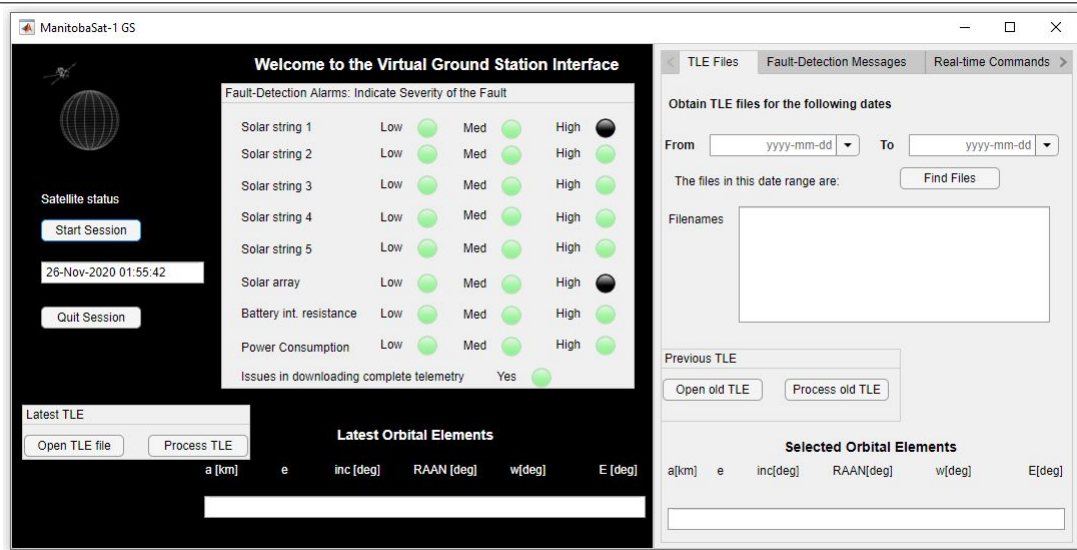 ManitobaSat-1 GS
Welcome to the Virtual Ground Station Interface
Fault-Detection Alarms: Indicate Severity of the Fault
Solar string 1 Low Med High
Solar string 2 Low Med High
Solar string 3 Low Med High
Solar string 4 Low Med High
Solar string 5 Low Med High
Solar array Low Med High
Battery int. resistance Low Med High
Power Consumption Low Med High
Issues in downloading complete telemetry Yes
Satellite status
Start Session
26-Nov-2020 01:55:42
Quit Session
Latest TLE
Open TLE file Process TLE
Latest Orbital Elements
a [km] e inc [deg] RAAN [deg] w[deg] E [deg]
TLE Files Fault-Detection Messages Real-time Commands
Obtain TLE files for the following dates
From yyyy-mm-dd To yyyy-mm-dd
The files in this date range are: Find Files
Filenames
Previous TLE
Open old TLE Process old TLE
Selected Orbital Elements
a[km] e inc[deg] RAAN[deg] w[deg] E[deg]